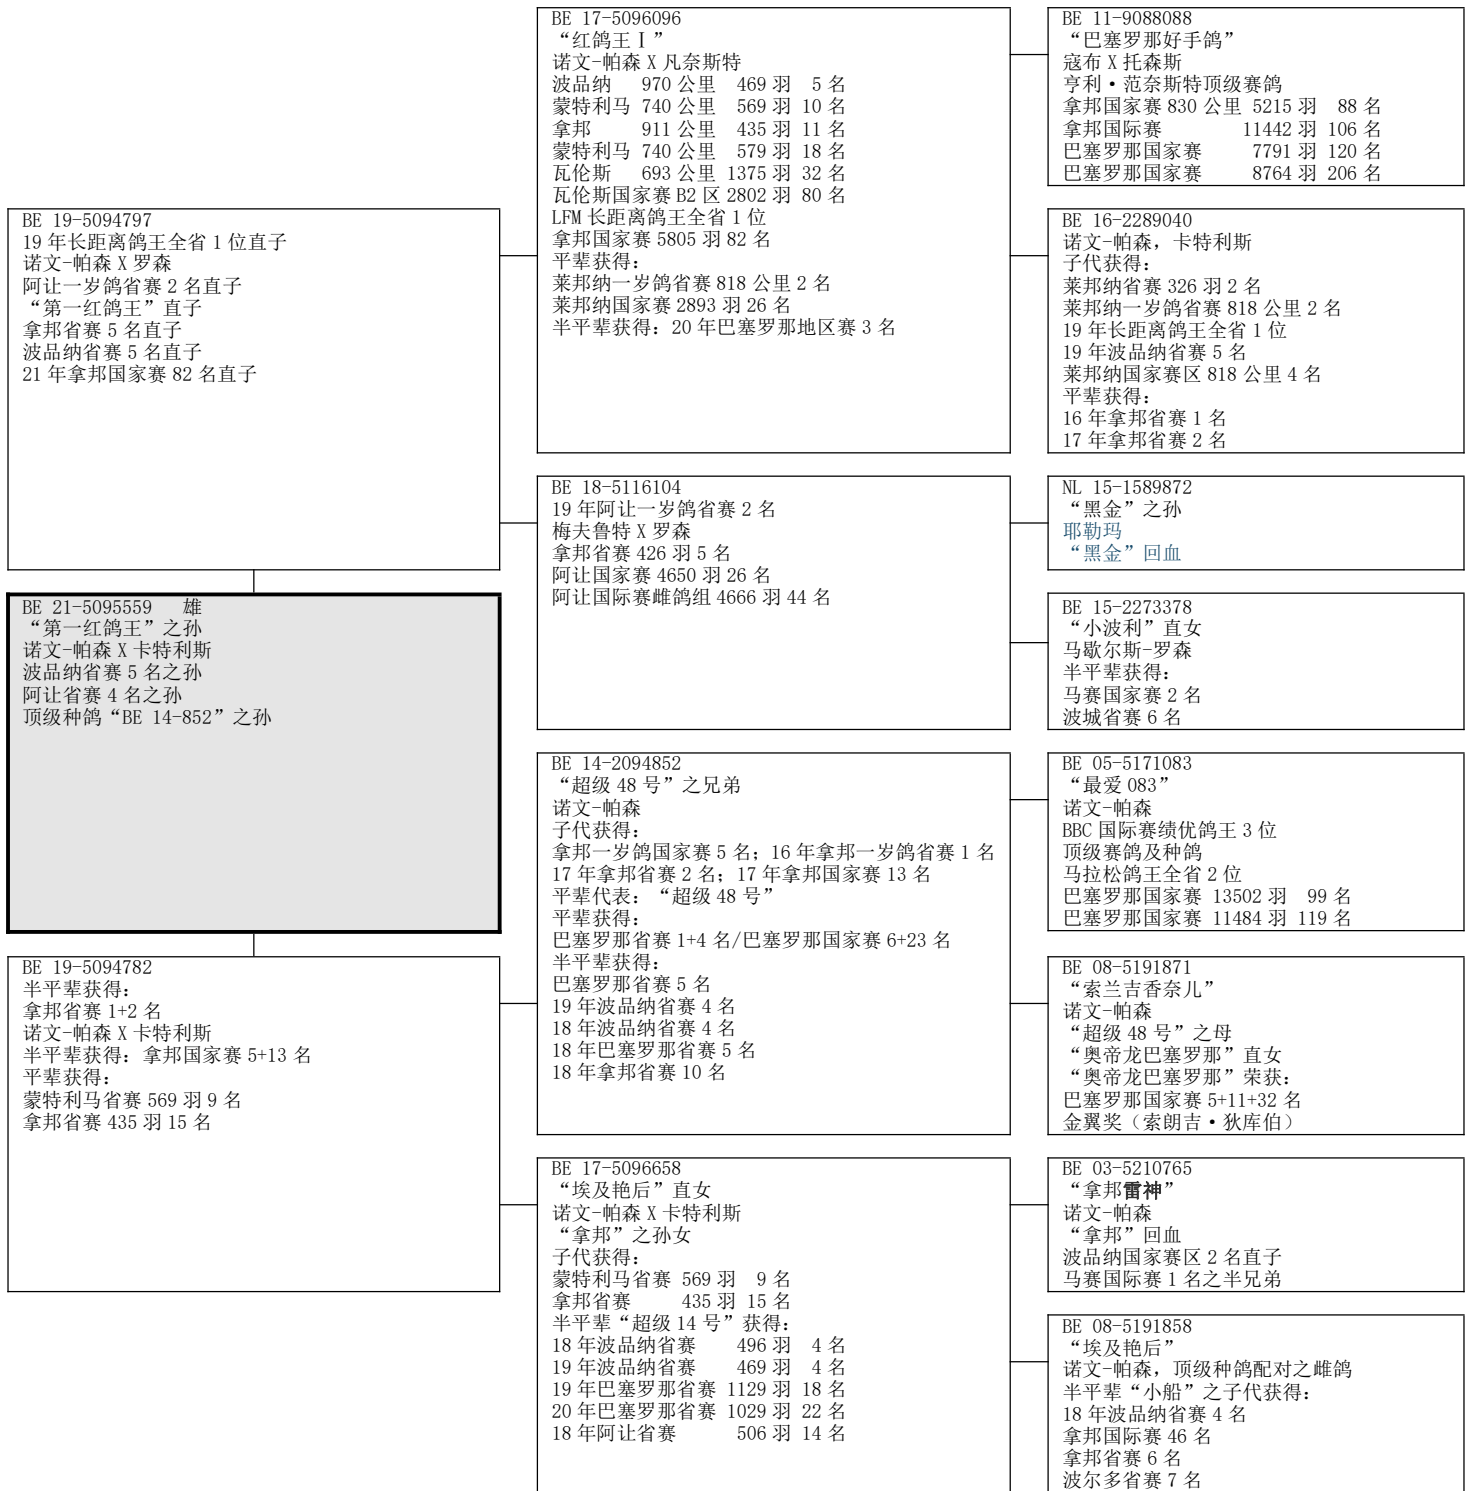 BE 17-5096096
“红鸽王Ⅰ”
诺文-帕森 X 凡奈斯特
波品纳 970 公里 469 羽 5 名
蒙特利马 740 公里 569 羽 10 名
拿邦 911 公里 435 羽 11 名
蒙特利马 740 公里 579 羽 18 名
瓦伦斯 693 公里 1375 羽 32 名
瓦伦斯国家赛 B2 区 2802 羽 80 名
LFM 长距离鸽王全省 1 位
拿邦国家赛 5805 羽 82 名
平辈获得：
莱邦纳一岁鸽省赛 818 公里 2 名
莱邦纳国家赛 2893 羽 26 名
半平辈获得：20 年巴塞罗那地区赛 3 名
BE 11-9088088
“巴塞罗那好手鸽”
寇布 X 托森斯
亨利·范奈斯特顶级赛鸽
拿邦国家赛 830 公里 5215 羽 88 名
拿邦国际赛 11442 羽 106 名
巴塞罗那国家赛 7791 羽 120 名
巴塞罗那国家赛 8764 羽 206 名
BE 19-5094797
19 年长距离鸽王全省 1 位直子
诺文-帕森 X 罗森
阿让一岁鸽省赛 2 名直子
“第一红鸽王”直子
拿邦省赛 5 名直子
波品纳省赛 5 名直子
21 年拿邦国家赛 82 名直子
BE 16-2289040
诺文-帕森，卡特利斯
子代获得：
莱邦纳省赛 326 羽 2 名
莱邦纳一岁鸽省赛 818 公里 2 名
19 年长距离鸽王全省 1 位
19 年波品纳省赛 5 名
莱邦纳国家赛区 818 公里 4 名
平辈获得：
16 年拿邦省赛 1 名
17 年拿邦省赛 2 名
BE 18-5116104
19 年阿让一岁鸽省赛 2 名
梅夫鲁特 X 罗森
拿邦省赛 426 羽 5 名
阿让国家赛 4650 羽 26 名
阿让国际赛雌鸽组 4666 羽 44 名
NL 15-1589872
“黑金”之孙
耶勒玛
“黑金”回血
BE 21-5095559 雄
“第一红鸽王”之孙
诺文-帕森 X 卡特利斯
波品纳省赛 5 名之孙
阿让省赛 4 名之孙
顶级种鸽“BE 14-852”之孙
BE 15-2273378
“小波利”直女
马歇尔斯-罗森
半平辈获得：
马赛国家赛 2 名
波城省赛 6 名
BE 14-2094852
“超级 48 号”之兄弟
诺文-帕森
子代获得：
拿邦一岁鸽国家赛 5 名；16 年拿邦一岁鸽省赛 1 名
17 年拿邦省赛 2 名；17 年拿邦国家赛 13 名
平辈代表：“超级 48 号”
平辈获得：
巴塞罗那省赛 1+4 名/巴塞罗那国家赛 6+23 名
半平辈获得：
巴塞罗那省赛 5 名
19 年波品纳省赛 4 名
18 年波品纳省赛 4 名
18 年巴塞罗那省赛 5 名
18 年拿邦省赛 10 名
BE 05-5171083
“最爱 083”
诺文-帕森
BBC 国际赛绩优鸽王 3 位
顶级赛鸽及种鸽
马拉松鸽王全省 2 位
巴塞罗那国家赛 13502 羽 99 名
巴塞罗那国家赛 11484 羽 119 名
BE 19-5094782
半平辈获得：
拿邦省赛 1+2 名
诺文-帕森 X 卡特利斯
半平辈获得：拿邦国家赛 5+13 名
平辈获得：
蒙特利马省赛 569 羽 9 名
拿邦省赛 435 羽 15 名
BE 08-5191871
“索兰吉香奈儿”
诺文-帕森
“超级 48 号”之母
“奥帝龙巴塞罗那”直女
“奥帝龙巴塞罗那”荣获：
巴塞罗那国家赛 5+11+32 名
金翼奖（索朗吉·狄库伯）
BE 17-5096658
“埃及艳后”直女
诺文-帕森 X 卡特利斯
“拿邦”之孙女
子代获得：
蒙特利马省赛 569 羽 9 名
拿邦省赛 435 羽 15 名
半平辈“超级 14 号”获得：
18 年波品纳省赛 496 羽 4 名
19 年波品纳省赛 469 羽 4 名
19 年巴塞罗那省赛 1129 羽 18 名
20 年巴塞罗那省赛 1029 羽 22 名
18 年阿让省赛 506 羽 14 名
BE 03-5210765
“拿邦雷神”
诺文-帕森
“拿邦”回血
波品纳国家赛区 2 名直子
马赛国际赛 1 名之半兄弟
BE 08-5191858
“埃及艳后”
诺文-帕森，顶级种鸽配对之雌鸽
半平辈“小船”之子代获得：
18 年波品纳省赛 4 名
拿邦国际赛 46 名
拿邦省赛 6 名
波尔多省赛 7 名